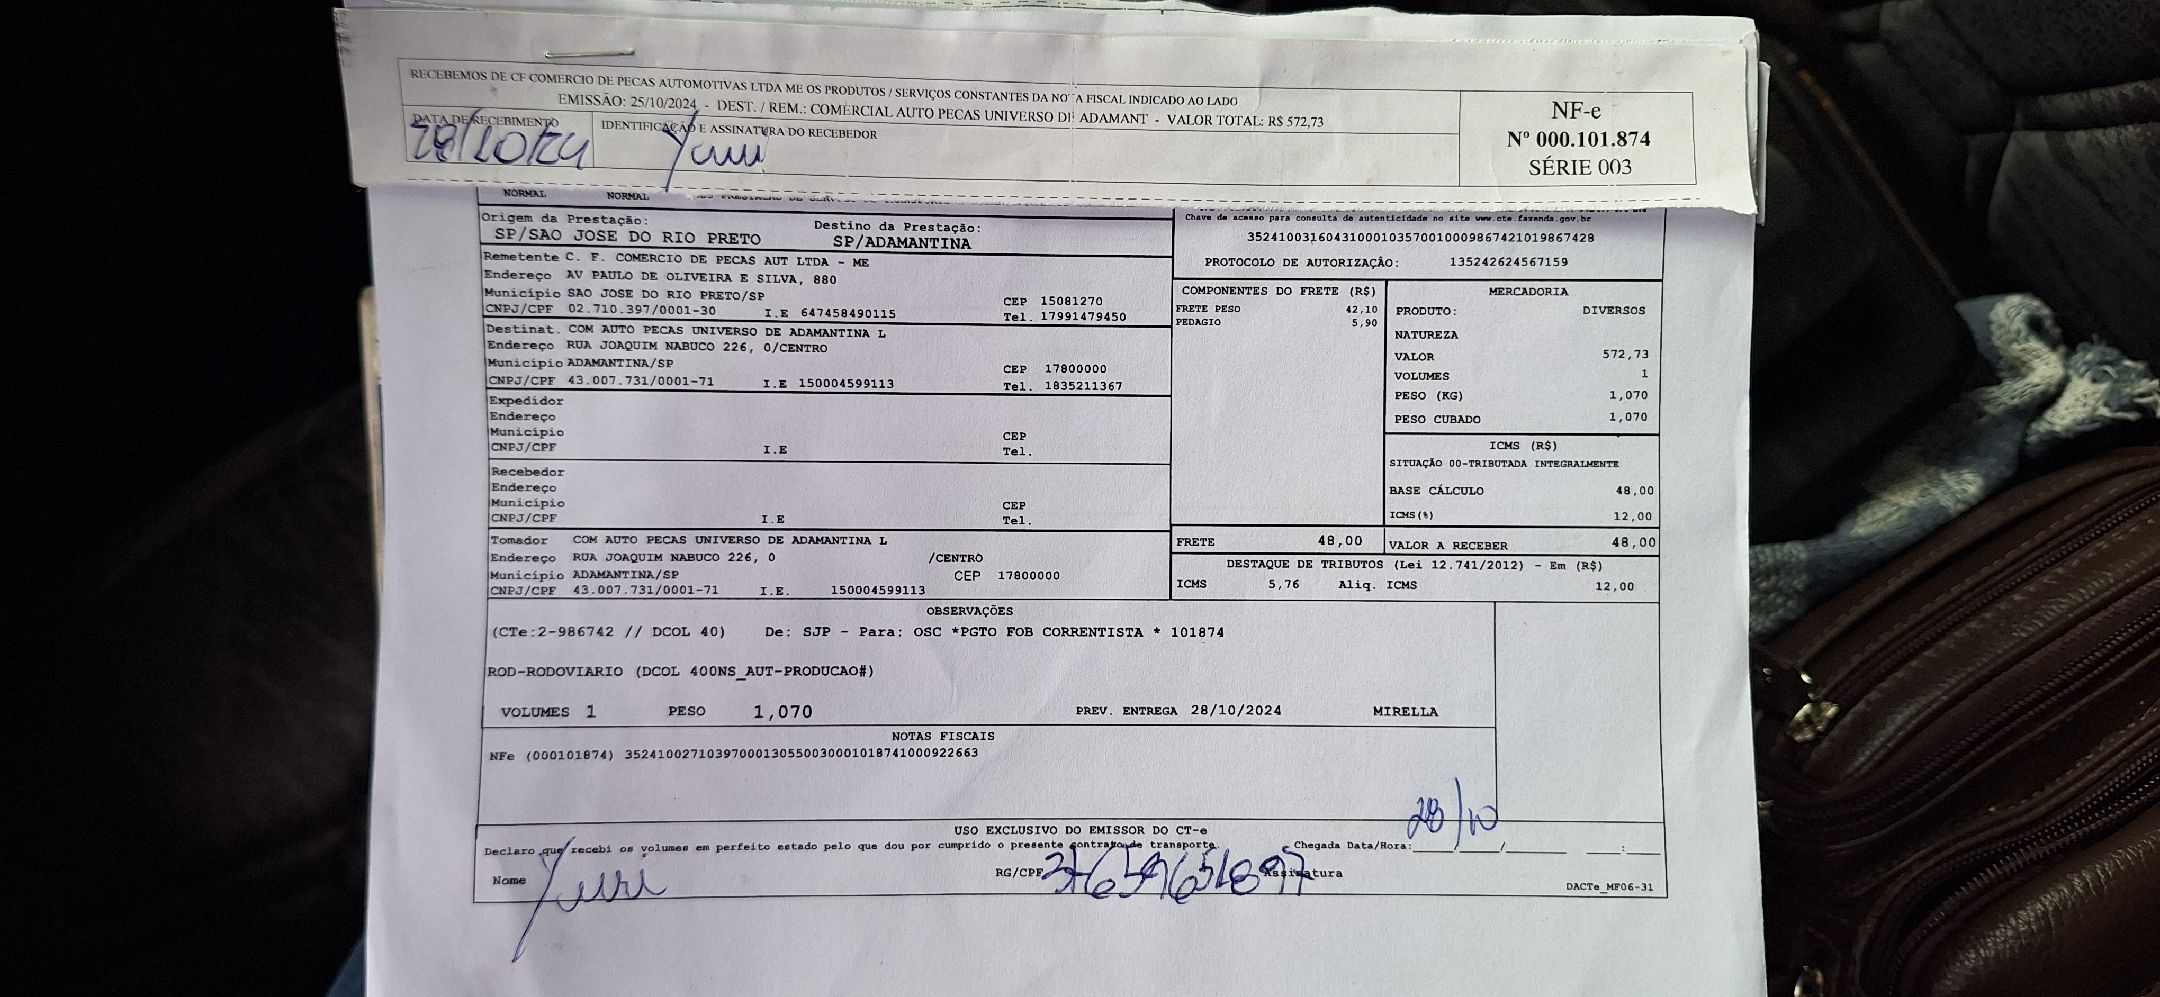 RECEBEMOS DE CF COMERCIO DE PECAS AUTOMOTIVAS LTDA ME OS PRODUTOS / SERVIÇOS CONSTANTES DA NOTA FISCAL INDICADO AO LADO
EMISSÃO: 25/10/2024 - DEST. / REM.: COMERCIAL AUTO PECAS UNIVERSO DE ADAMANT - VALOR TOTAL: R$ 572,73
DATA DE RECEBIMENTO IDENTIFICAÇÃO E ASSINATURA DO RECEBEDOR
28/10/24 Yuri
NF-e
Nº 000.101.874
SÉRIE 003
NORMAL NORMAL
Origem da Prestação: Destino da Prestação:
SP/SAO JOSE DO RIO PRETO SP/ADAMANTINA
Chave de acesso para consulta de autenticidade no site www.cte.fazenda.gov.br
35241003160431000103570010009867421019867428
PROTOCOLO DE AUTORIZAÇÃO: 135242624567159
Remetente C. F. COMERCIO DE PECAS AUT LTDA - ME
Endereço AV PAULO DE OLIVEIRA E SILVA, 880
Município SAO JOSE DO RIO PRETO/SP CEP 15081270
CNPJ/CPF 02.710.397/0001-30 I.E 647458490115 Tel. 17991479450
Destinat. COM AUTO PECAS UNIVERSO DE ADAMANTINA L
Endereço RUA JOAQUIM NABUCO 226, 0/CENTRO
Município ADAMANTINA/SP CEP 17800000
CNPJ/CPF 43.007.731/0001-71 I.E 150004599113 Tel. 1835211367
Expedidor
Endereço
Município CEP
CNPJ/CPF I.E Tel.
Recebedor
Endereço
Município CEP
CNPJ/CPF I.E Tel.
Tomador COM AUTO PECAS UNIVERSO DE ADAMANTINA L
Endereço RUA JOAQUIM NABUCO 226, 0 /CENTRO
Município ADAMANTINA/SP CEP 17800000
CNPJ/CPF 43.007.731/0001-71 I.E. 150004599113
COMPONENTES DO FRETE (R$)
FRETE PESO 42,10
PEDAGIO 5,90
MERCADORIA
PRODUTO: DIVERSOS
NATUREZA
VALOR 572,73
VOLUMES 1
PESO (KG) 1,070
PESO CUBADO 1,070
ICMS (R$)
SITUAÇÃO 00-TRIBUTADA INTEGRALMENTE
BASE CÁLCULO 48,00
ICMS(%) 12,00
FRETE 48,00 VALOR A RECEBER 48,00
DESTAQUE DE TRIBUTOS (Lei 12.741/2012) - Em (R$)
ICMS 5,76 Aliq. ICMS 12,00
OBSERVAÇÕES
(CTe:2-986742 // DCOL 40) De: SJP - Para: OSC *PGTO FOB CORRENTISTA * 101874
ROD-RODOVIARIO (DCOL 400NS_AUT-PRODUCAO#)
VOLUMES 1 PESO 1,070 PREV. ENTREGA 28/10/2024 MIRELLA
NOTAS FISCAIS
NFe (000101874) 35241002710397000130550030001018741000922663
28/10
USO EXCLUSIVO DO EMISSOR DO CT-e
Declaro que recebi os volumes em perfeito estado pelo que dou por cumprido o presente contrato de transporte. Chegada Data/Hora:____/____/______ ____:____
Nome Yuri RG/CPF Assinatura
DACTe_MF06-31